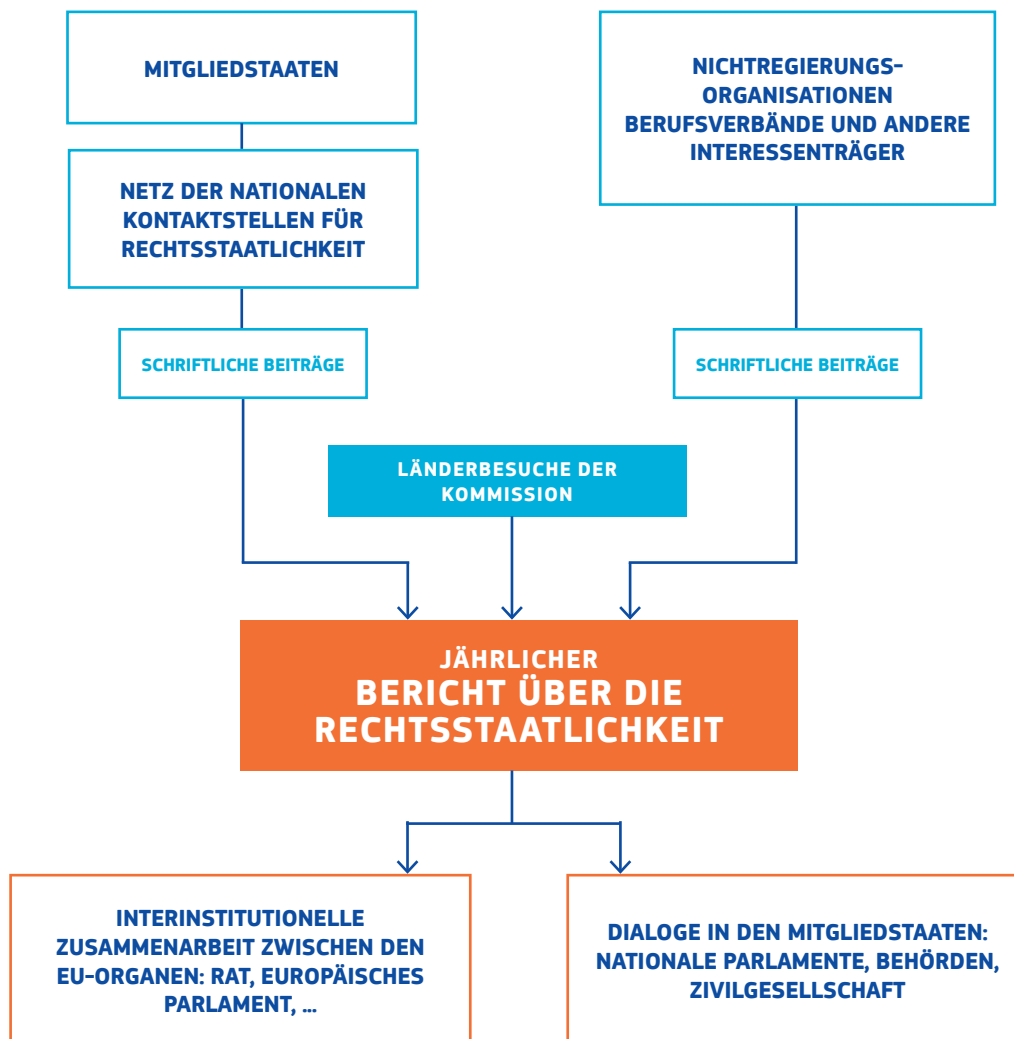 MITGLIEDSTAATEN
NETZ DER NATIONALEN
KONTAKTSTELLEN FÜR
RECHTSSTAATLICHKEIT
SCHRIFTLICHE BEITRÄGE
NICHTREGIERUNGS-
ORGANISATIONEN
BERUFSVERBÄNDE UND ANDERE
INTERESSENTRÄGER
SCHRIFTLICHE BEITRÄGE
LÄNDERBESUCHE DER
KOMMISSION
JÄHRLICHER
BERICHT ÜBER DIE
RECHTSSTAATLICHKEIT
INTERINSTITUTIONELLE
ZUSAMMENARBEIT ZWISCHEN DEN
EU-ORGANEN: RAT, EUROPÄISCHES
PARLAMENT, ...
DIALOGE IN DEN MITGLIEDSTAATEN:
NATIONALE PARLAMENTE, BEHÖRDEN,
ZIVILGESELLSCHAFT